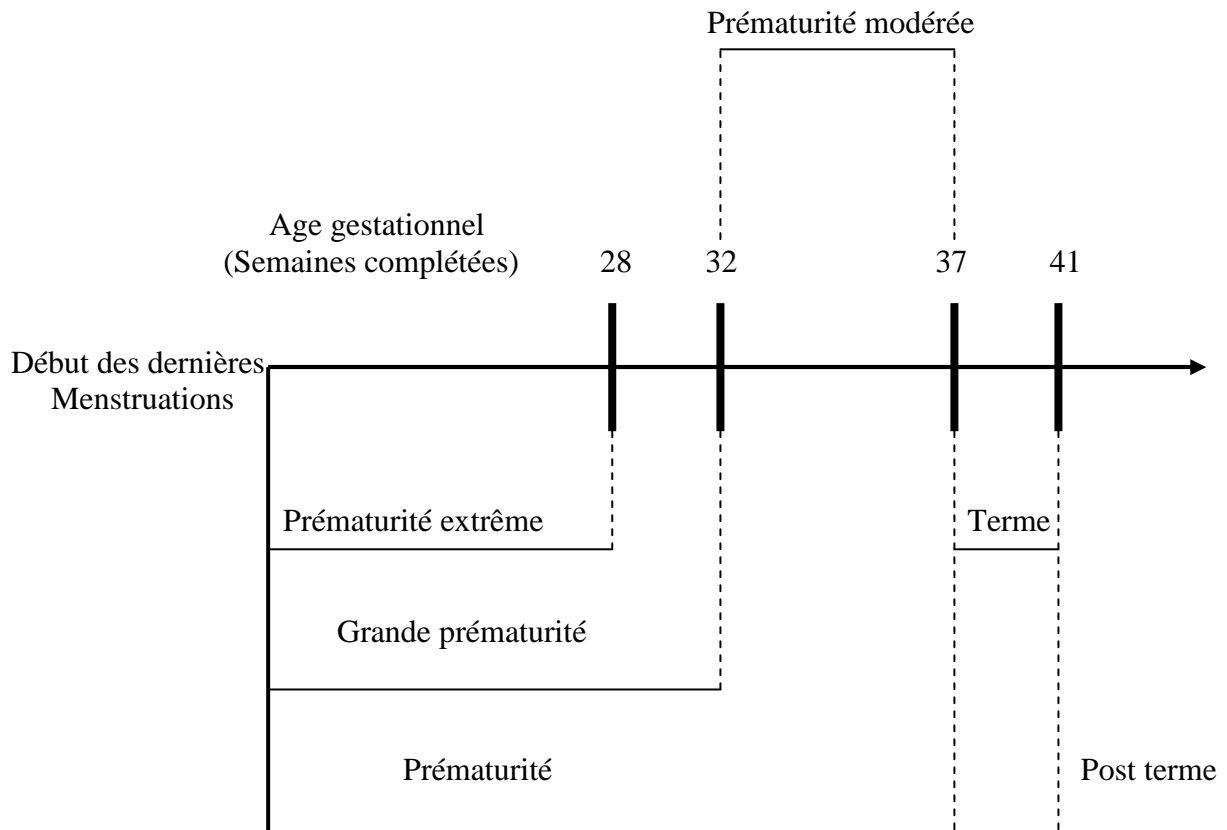 Prématurité modérée
Age gestationnel
(Semaines complétées)
28
32
37
41
Début des dernières
Menstruations
Prématurité extrême
Terme
Grande prématurité
Prématurité
Post terme